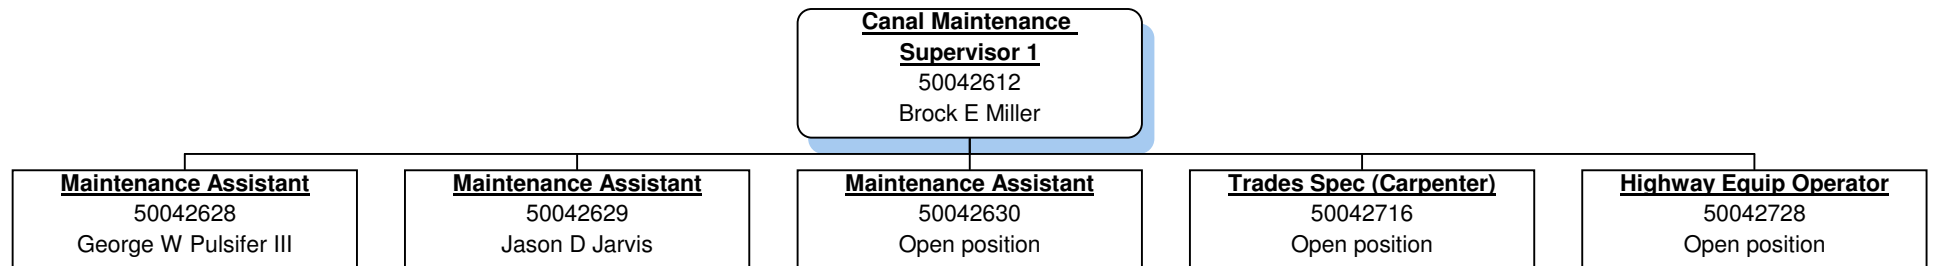 Canal Maintenance
Supervisor 1
50042612
Brock E Miller
Maintenance Assistant
50042628
George W Pulsifer III
Maintenance Assistant
50042629
Jason D Jarvis
Maintenance Assistant
50042630
Open position
Trades Spec (Carpenter)
50042716
Open position
Highway Equip Operator
50042728
Open position